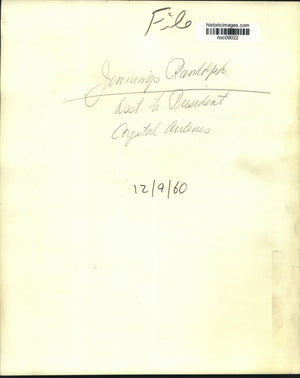 File
historicimages.com
noc09022
Jennings Randolph
Asst to President
Capital Airlines
12/9/60